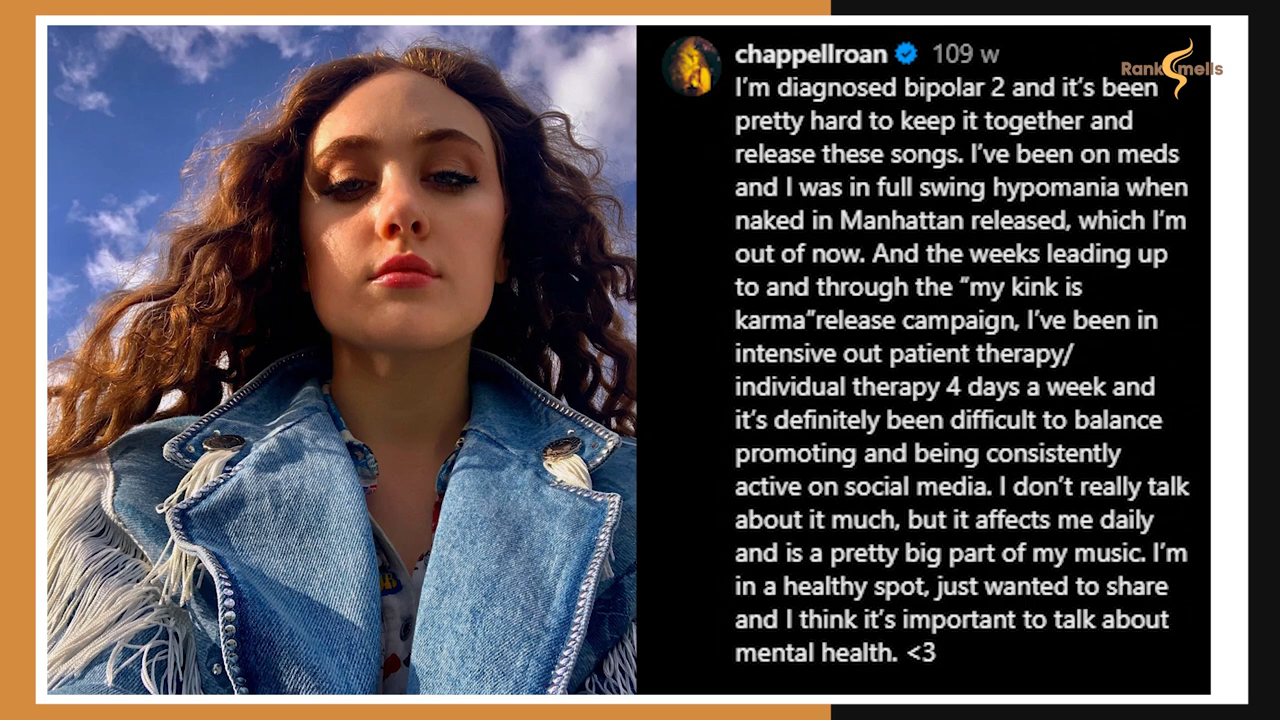 chappellroan 109 w
Rank Smells
I'm diagnosed bipolar 2 and it's been
pretty hard to keep it together and
release these songs. I've been on meds
and I was in full swing hypomania when
naked in Manhattan released, which I'm
out of now. And the weeks leading up
to and through the “my kink is
karma”release campaign, I've been in
intensive out patient therapy/
individual therapy 4 days a week and
it's definitely been difficult to balance
promoting and being consistently
active on social media. I don't really talk
about it much, but it affects me daily
and is a pretty big part of my music. I'm
in a healthy spot, just wanted to share
and I think it's important to talk about
mental health. <3